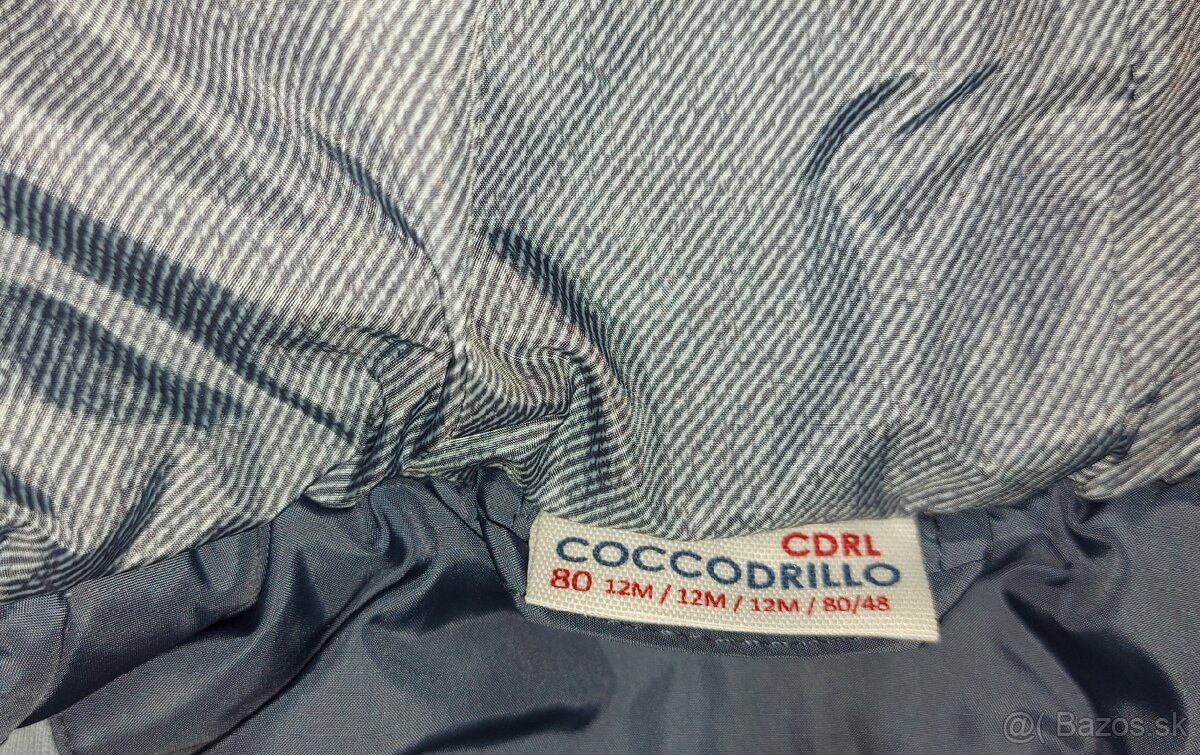 CDRL
COCCODRILLO
80 12M / 12M / 12M / 80/48
@( Bazos.sk